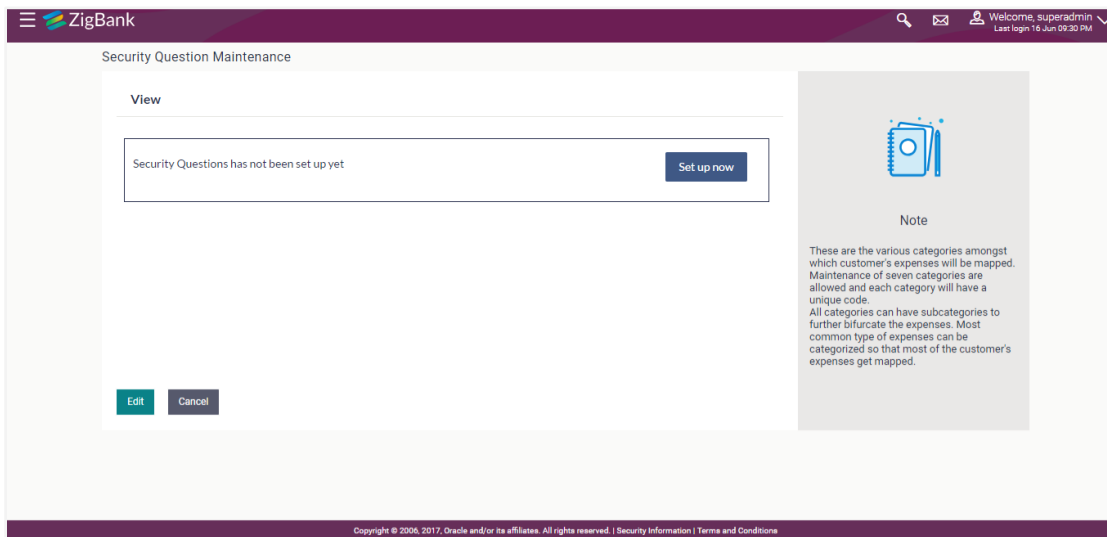 ZigBank
Welcome, superadmin
Last login 16 Jun 09:30 PM
Security Question Maintenance
View
Security Questions has not been set up yet
Set up now
Edit
Cancel
Note
These are the various categories amongst
which customer's expenses will be mapped.
Maintenance of seven categories are
allowed and each category will have a
unique code.
All categories can have subcategories to
further bifurcate the expenses. Most
common type of expenses can be
categorized so that most of the customer's
expenses get mapped.
Copyright © 2006, 2017, Oracle and/or its affiliates. All rights reserved. | Security Information | Terms and Conditions